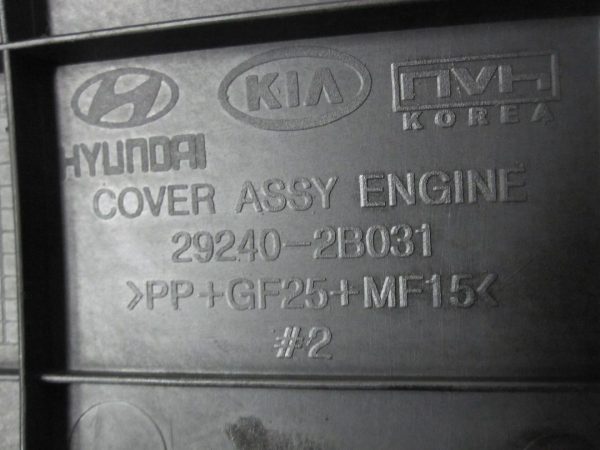 HYUNDAI KIA NVH KOREA
COVER ASSY ENGINE
29240-2B031
>PP+GF25+MF15<
#2